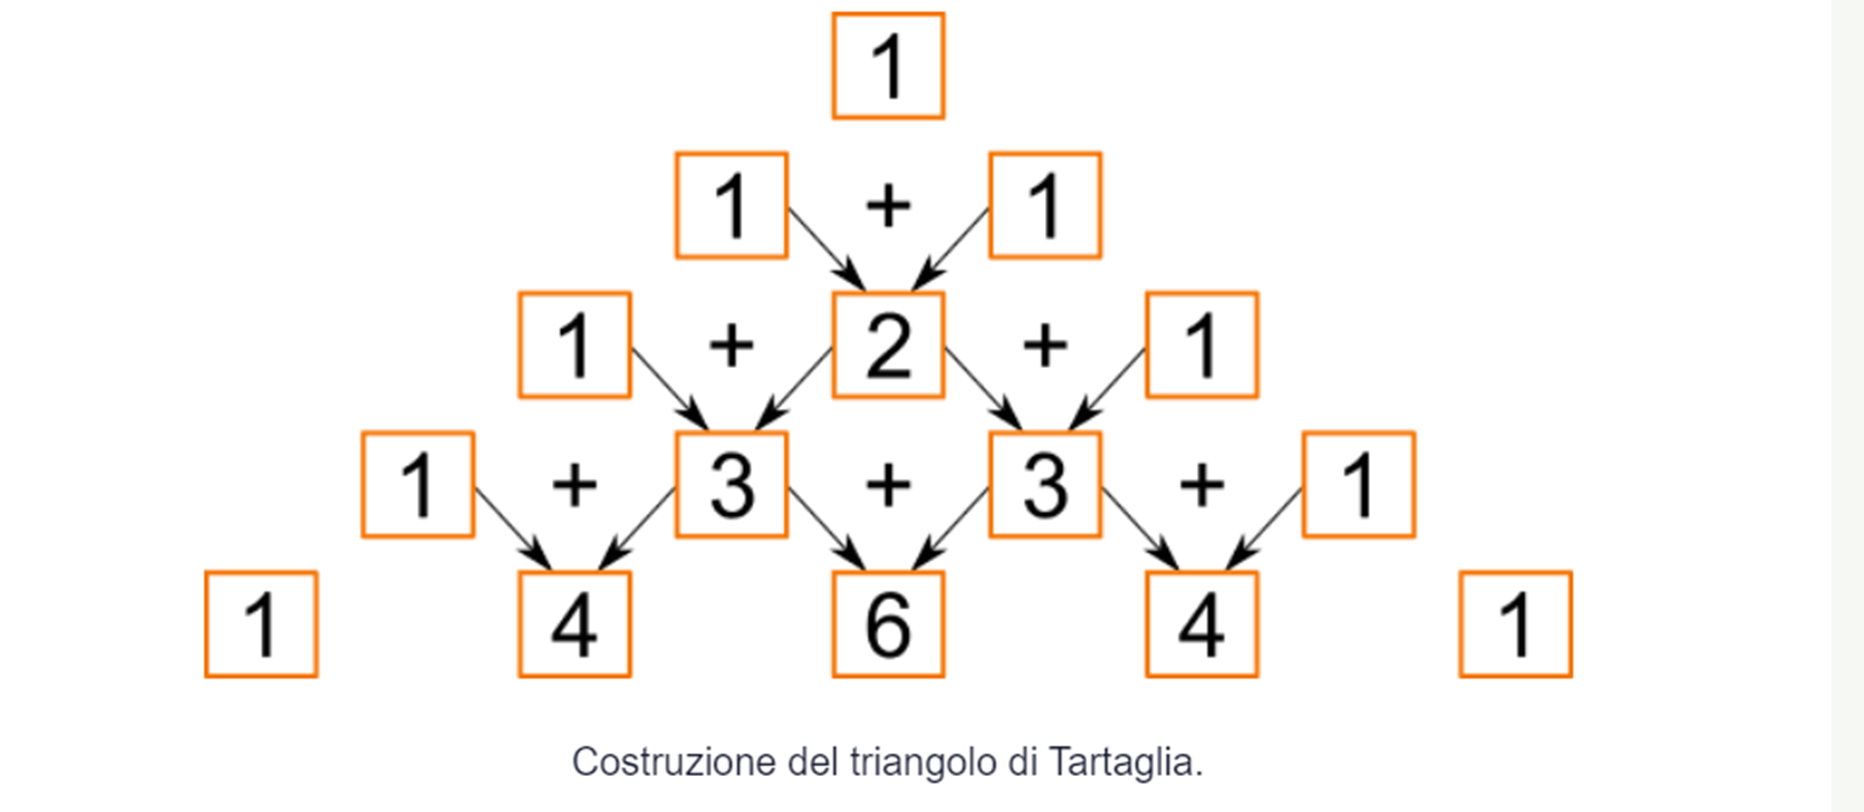 1
1 + 1
1 + 2 + 1
1 + 3 + 3 + 1
1 4 6 4 1
Costruzione del triangolo di Tartaglia.